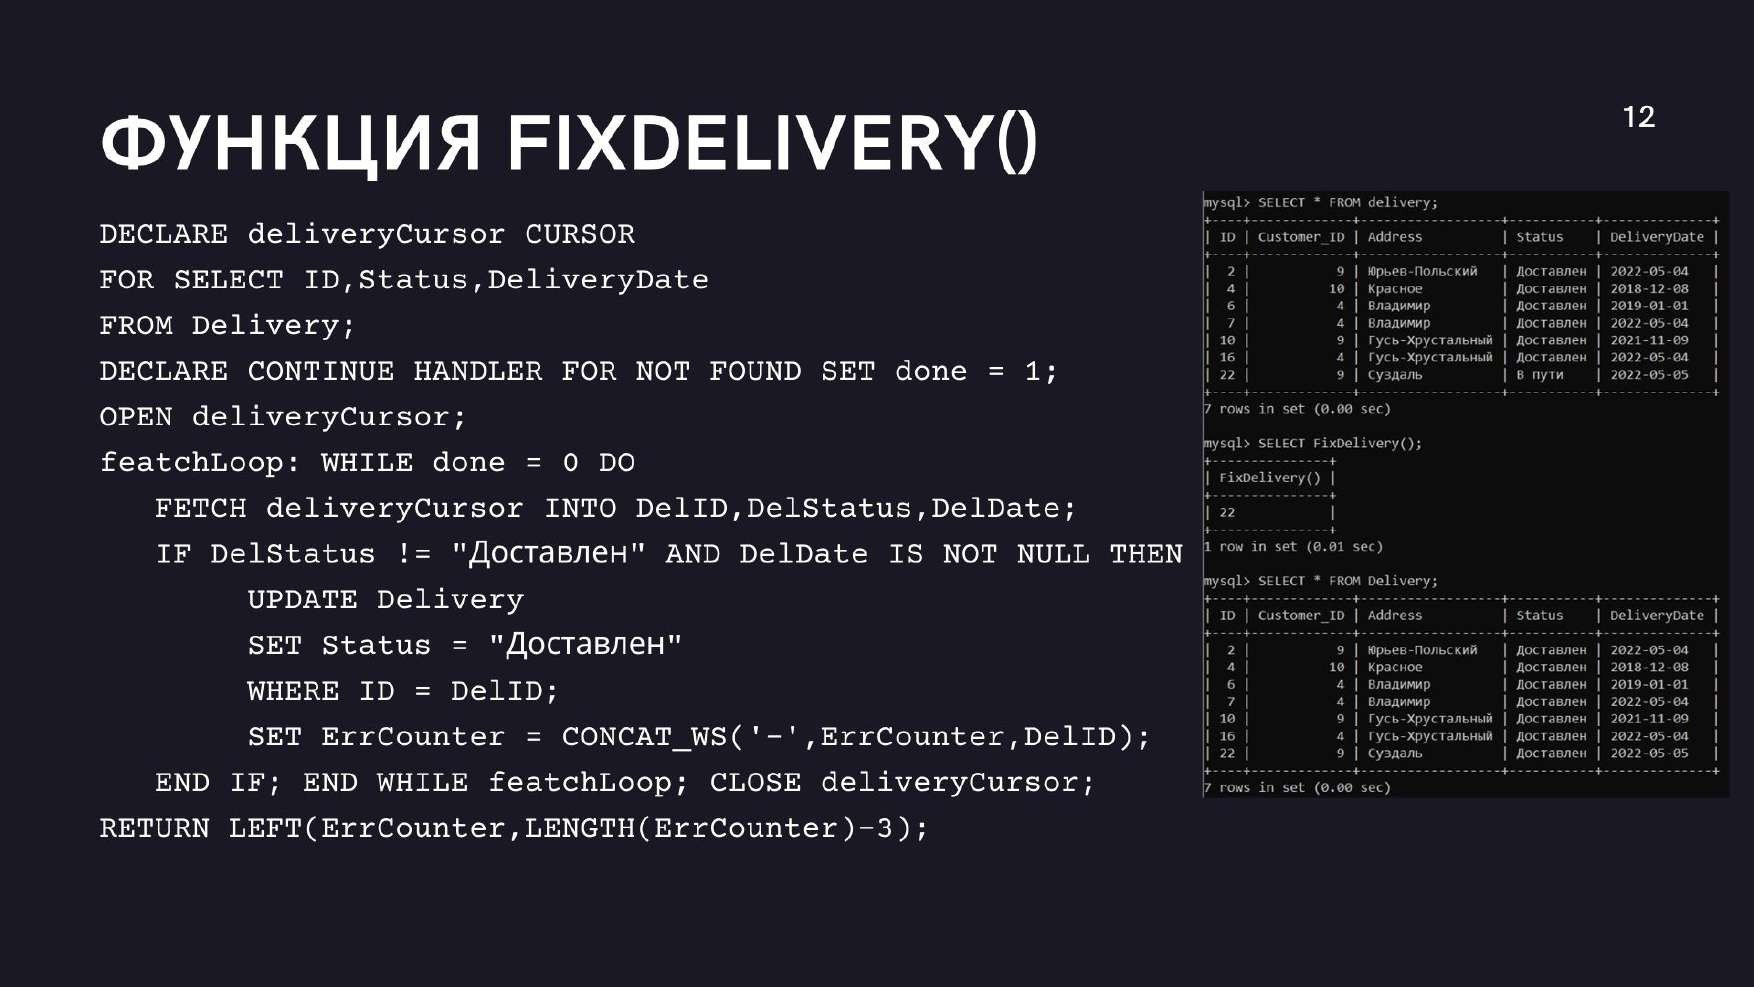 12
ФУНКЦИЯ FIXDELIVERY()
DECLARE deliveryCursor CURSOR
FOR SELECT ID,Status,DeliveryDate
FROM Delivery;
DECLARE CONTINUE HANDLER FOR NOT FOUND SET done = 1;
OPEN deliveryCursor;
featchLoop: WHILE done = 0 DO
FETCH deliveryCursor INTO DelID,DelStatus,DelDate;
IF DelStatus != "Доставлен" AND DelDate IS NOT NULL THEN
UPDATE Delivery
SET Status = "Доставлен"
WHERE ID = DelID;
SET ErrCounter = CONCAT_WS('-',ErrCounter,DelID);
END IF; END WHILE featchLoop; CLOSE deliveryCursor;
RETURN LEFT(ErrCounter,LENGTH(ErrCounter)-3);
mysql> SELECT * FROM delivery;
+----+-------------+------------------+-----------+--------------+
| ID | Customer_ID | Address          | Status    | DeliveryDate |
+----+-------------+------------------+-----------+--------------+
|  2 |           9 | Юрьев-Польский   | Доставлен | 2022-05-04   |
|  4 |          10 | Красное          | Доставлен | 2018-12-08   |
|  6 |           4 | Владимир         | Доставлен | 2019-01-01   |
|  7 |           4 | Владимир         | Доставлен | 2022-05-04   |
| 10 |           9 | Гусь-Хрустальный | Доставлен | 2021-11-09   |
| 16 |           4 | Гусь-Хрустальный | Доставлен | 2022-05-04   |
| 22 |           9 | Суздаль          | В пути    | 2022-05-05   |
+----+-------------+------------------+-----------+--------------+
7 rows in set (0.00 sec)
mysql> SELECT FixDelivery();
+---------------+
| FixDelivery() |
+---------------+
| 22            |
+---------------+
1 row in set (0.01 sec)
mysql> SELECT * FROM Delivery;
+----+-------------+------------------+-----------+--------------+
| ID | Customer_ID | Address          | Status    | DeliveryDate |
+----+-------------+------------------+-----------+--------------+
|  2 |           9 | Юрьев-Польский   | Доставлен | 2022-05-04   |
|  4 |          10 | Красное          | Доставлен | 2018-12-08   |
|  6 |           4 | Владимир         | Доставлен | 2019-01-01   |
|  7 |           4 | Владимир         | Доставлен | 2022-05-04   |
| 10 |           9 | Гусь-Хрустальный | Доставлен | 2021-11-09   |
| 16 |           4 | Гусь-Хрустальный | Доставлен | 2022-05-04   |
| 22 |           9 | Суздаль          | Доставлен | 2022-05-05   |
+----+-------------+------------------+-----------+--------------+
7 rows in set (0.00 sec)